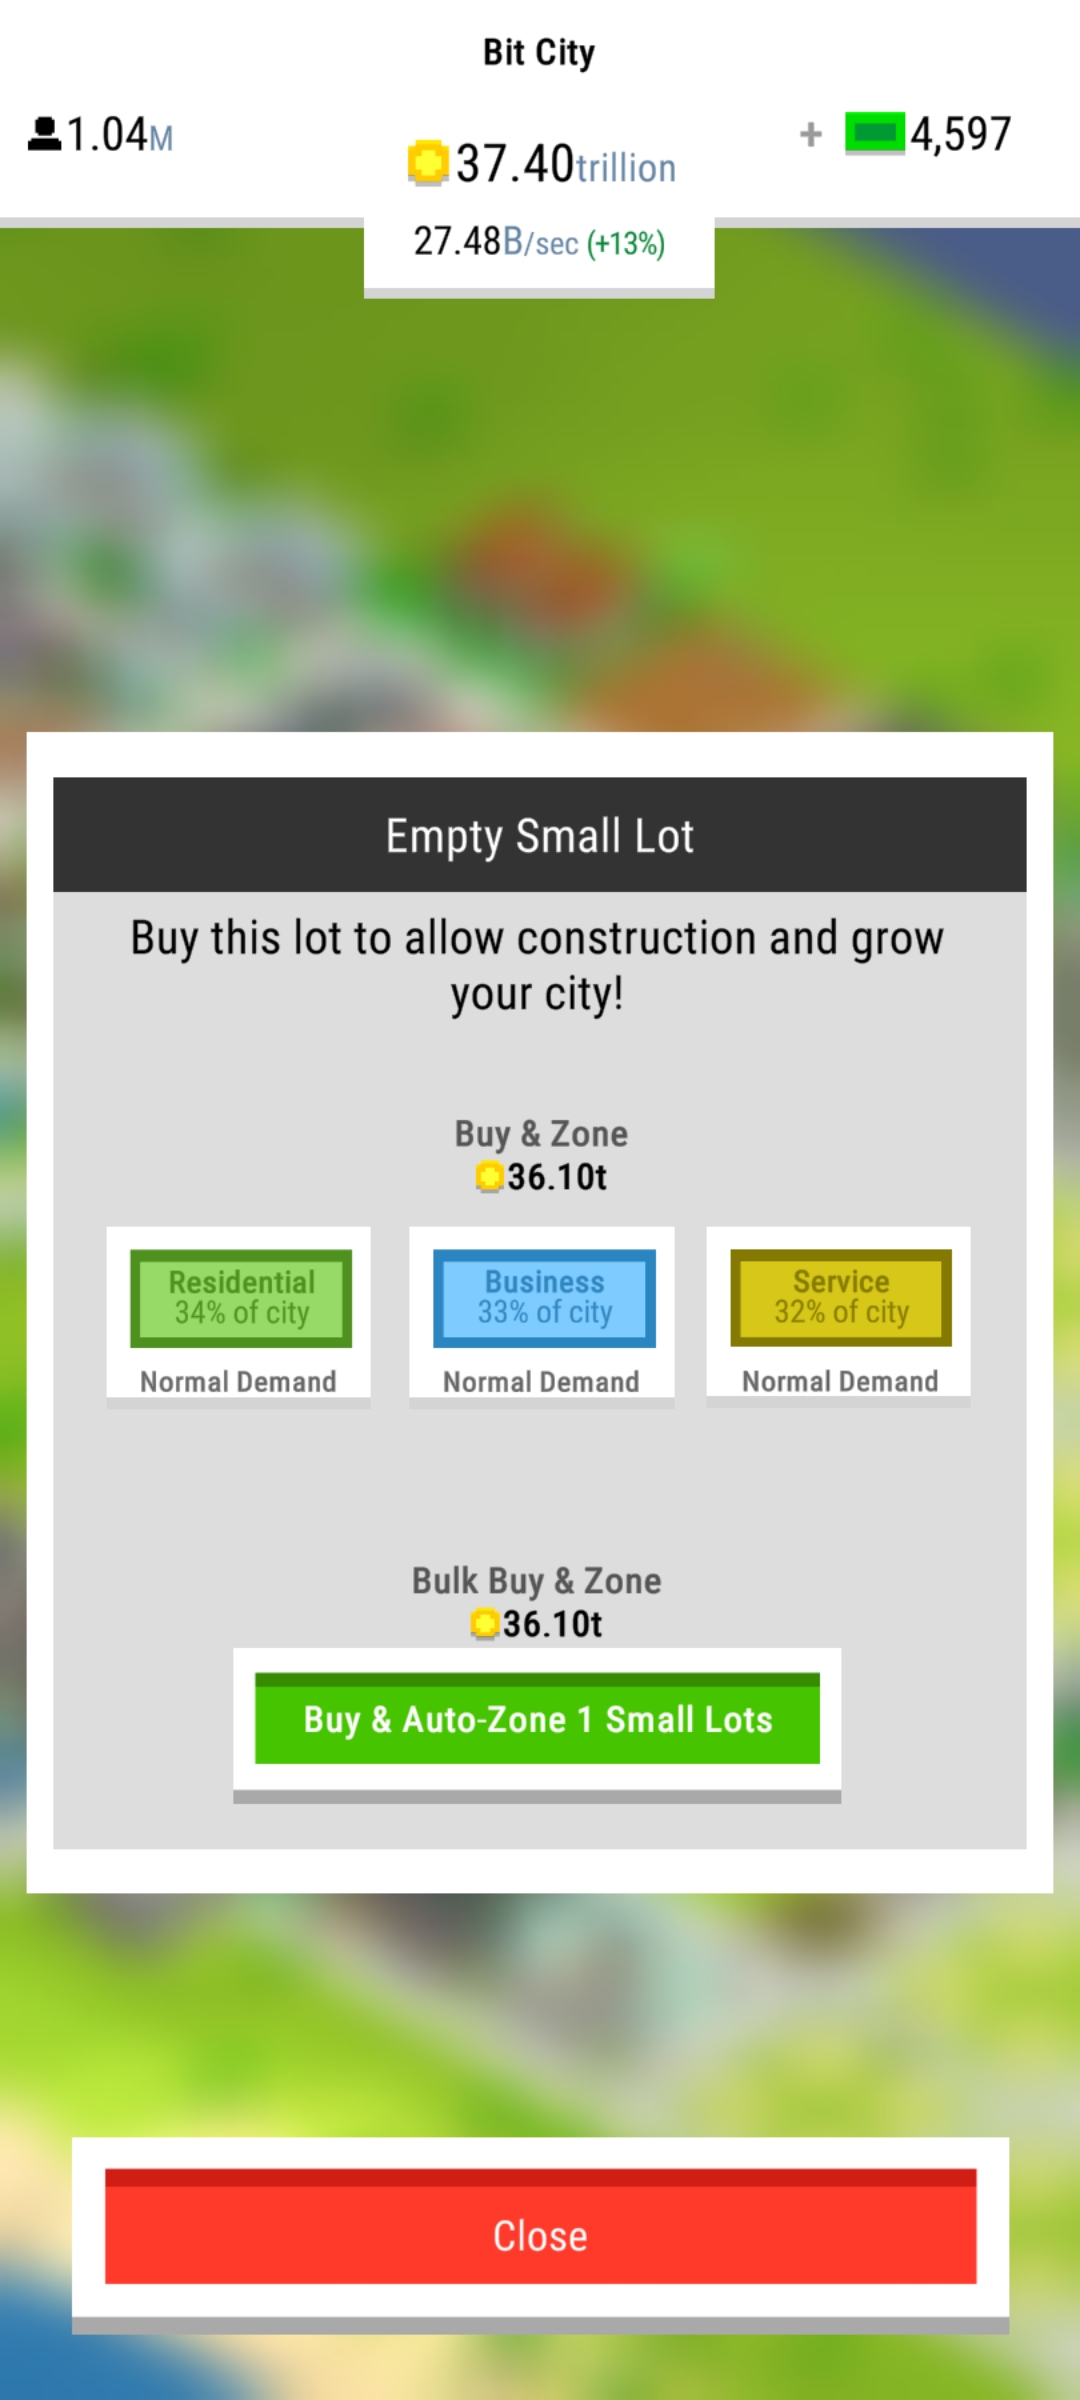 Bit City
1.04M
37.40trillion
+ 4,597
27.48B/sec (+13%)
Empty Small Lot
Buy this lot to allow construction and grow
your city!
Buy & Zone
36.10t
Residential
34% of city
Normal Demand
Business
33% of city
Normal Demand
Service
32% of city
Normal Demand
Bulk Buy & Zone
36.10t
Buy & Auto-Zone 1 Small Lots
Close